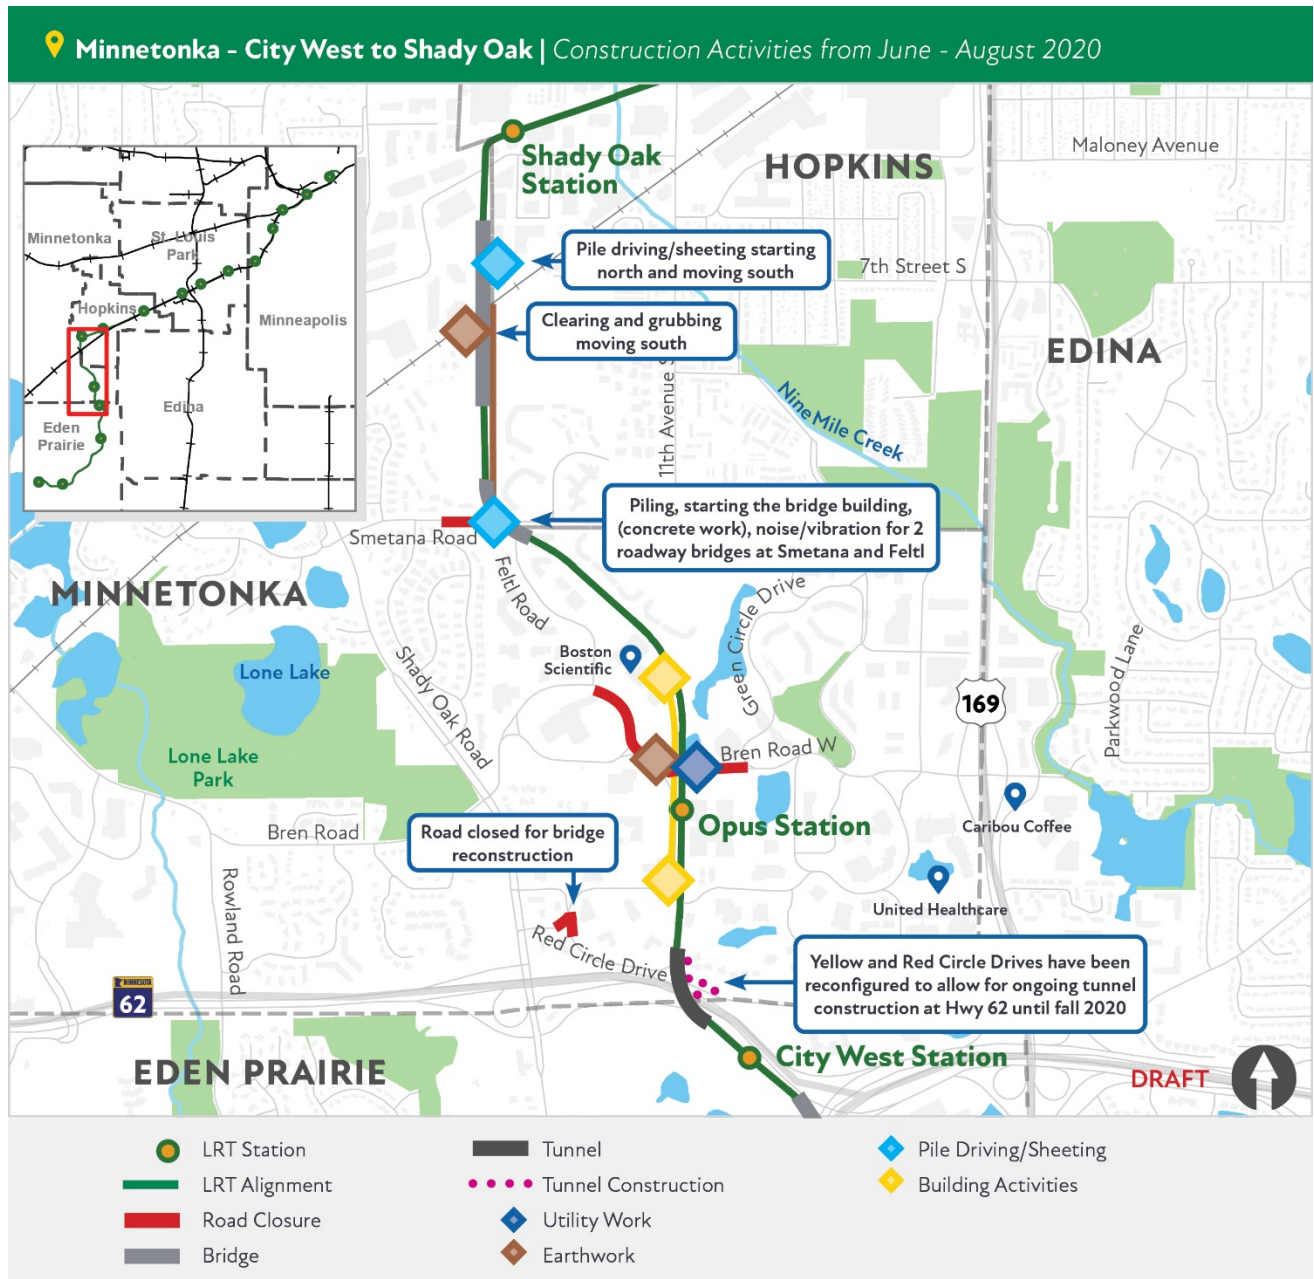 Minnetonka - City West to Shady Oak | Construction Activities from June - August 2020
Shady Oak
Station
HOPKINS
Maloney Avenue
Minnetonka
St. Louis
Park
Hopkins
Minneapolis
Edina
Eden
Prairie
Pile driving/sheeting starting
north and moving south
7th Street S
Clearing and grubbing
moving south
EDINA
11th Avenue S
Nine Mile Creek
Piling, starting the bridge building,
(concrete work), noise/vibration for 2
roadway bridges at Smetana and Feltl
Smetana Road
Feltl Road
MINNETONKA
Green Circle Drive
Boston
Scientific
Lone Lake
Shady Oak Road
169
Parkwood Lane
Bren Road W
Lone Lake
Park
Opus Station
Caribou Coffee
Bren Road
Road closed for bridge
reconstruction
Rowland Road
United Healthcare
Red Circle Drive
Yellow and Red Circle Drives have been
reconfigured to allow for ongoing tunnel
construction at Hwy 62 until fall 2020
MINNESOTA
62
City West Station
EDEN PRAIRIE
DRAFT
LRT Station
LRT Alignment
Road Closure
Bridge
Tunnel
Tunnel Construction
Utility Work
Earthwork
Pile Driving/Sheeting
Building Activities